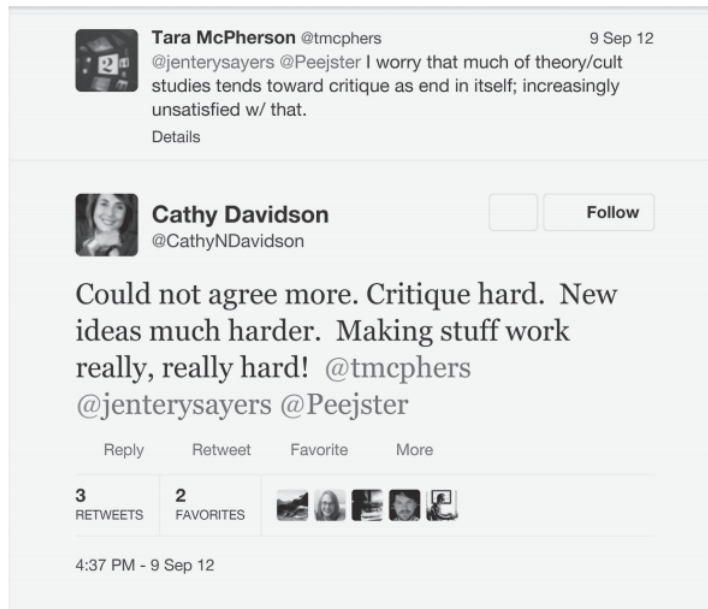 Tara McPherson @tmcphers 9 Sep 12
@jenterysayers @Peejster I worry that much of theory/cult
studies tends toward critique as end in itself; increasingly
unsatisfied w/ that.
Details
Cathy Davidson
@CathyNDavidson
Follow
Could not agree more. Critique hard.  New
ideas much harder.  Making stuff work
really, really hard!  @tmcphers
@jenterysayers @Peejster
Reply Retweet Favorite More
3 2
RETWEETS FAVORITES
4:37 PM - 9 Sep 12